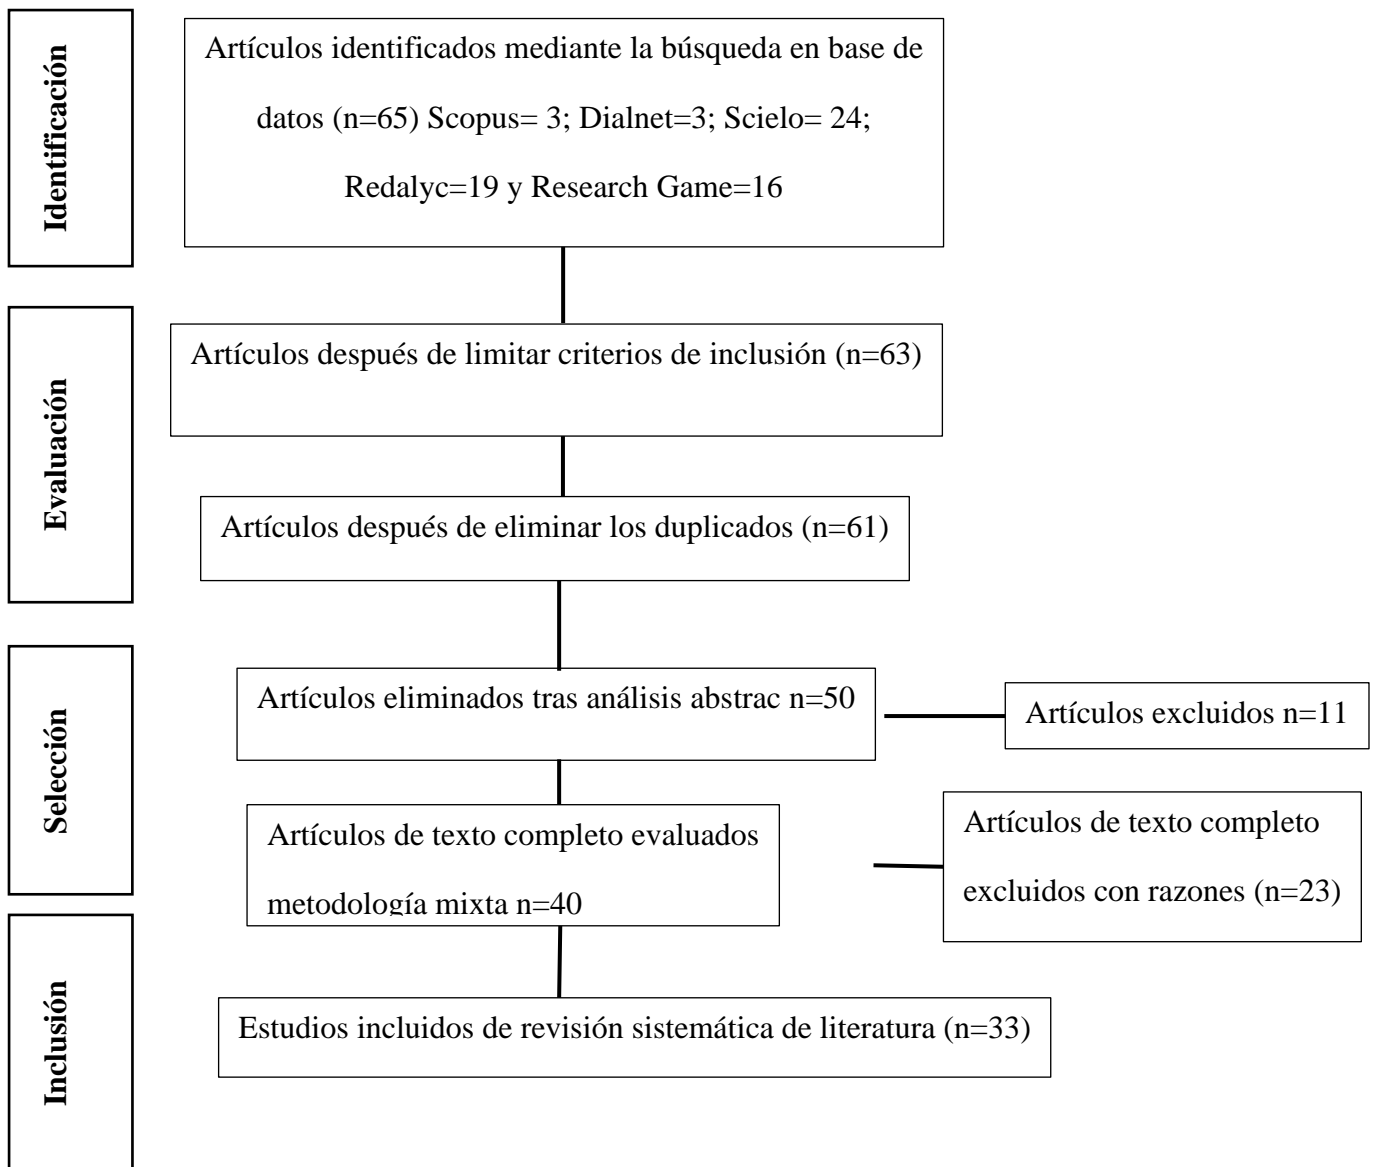 Identificación
Artículos identificados mediante la búsqueda en base de
datos (n=65) Scopus= 3; Dialnet=3; Scielo= 24;
Redalyc=19 y Research Game=16
Evaluación
Artículos después de limitar criterios de inclusión (n=63)
Artículos después de eliminar los duplicados (n=61)
Selección
Artículos eliminados tras análisis abstrac n=50
Artículos excluidos n=11
Artículos de texto completo evaluados
metodología mixta n=40
Artículos de texto completo
excluidos con razones (n=23)
Inclusión
Estudios incluidos de revisión sistemática de literatura (n=33)